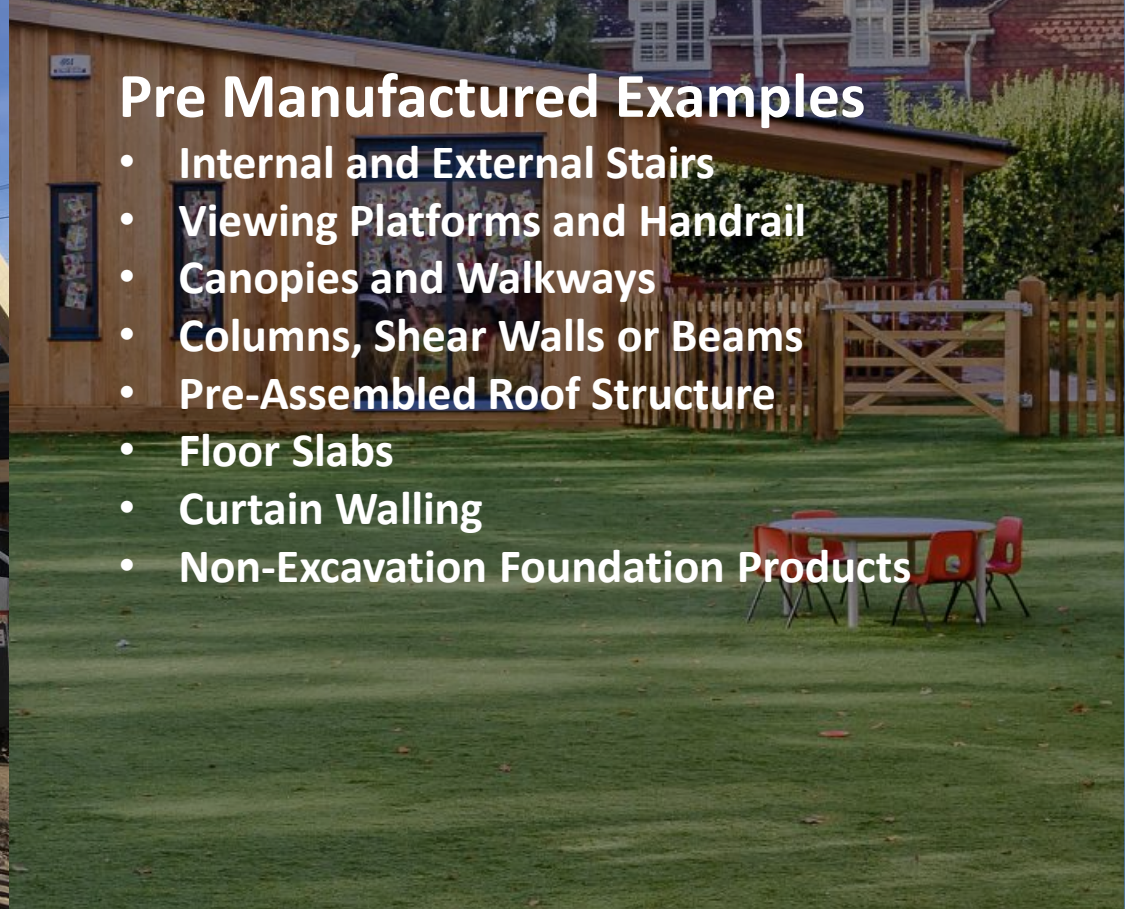 Pre Manufactured Examples
• Internal and External Stairs
• Viewing Platforms and Handrail
• Canopies and Walkways
• Columns, Shear Walls or Beams
• Pre-Assembled Roof Structure
• Floor Slabs
• Curtain Walling
• Non-Excavation Foundation Products